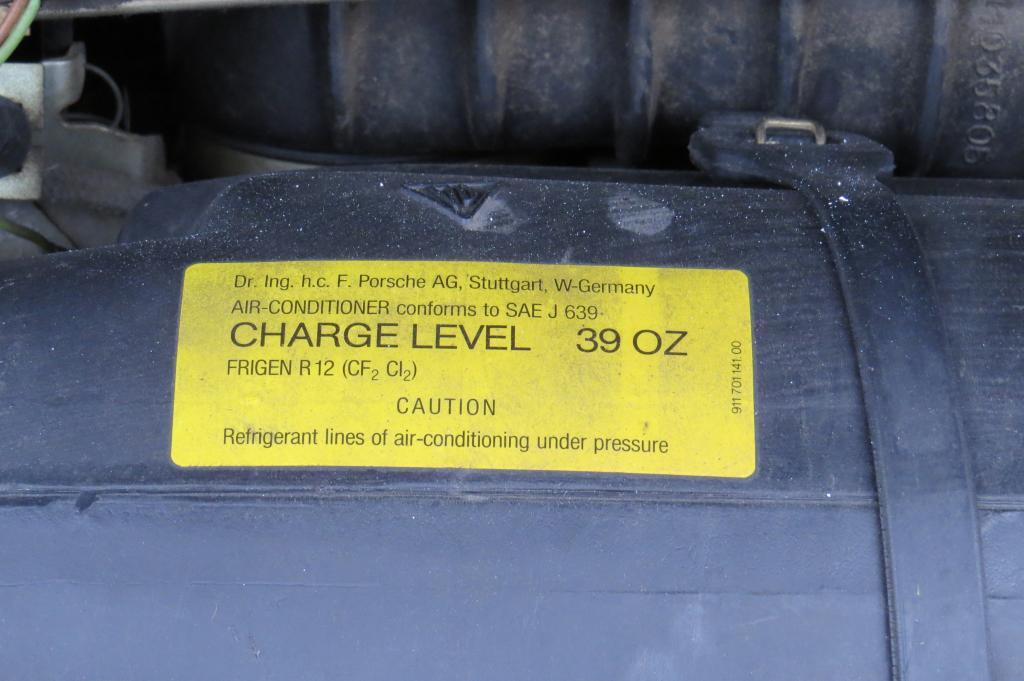 Dr. Ing. h.c. F. Porsche AG, Stuttgart, W-Germany
AIR-CONDITIONER conforms to SAE J 639
CHARGE LEVEL 39 OZ
FRIGEN R 12 (CF₂ Cl₂)
CAUTION
Refrigerant lines of air-conditioning under pressure
911 701 141 00